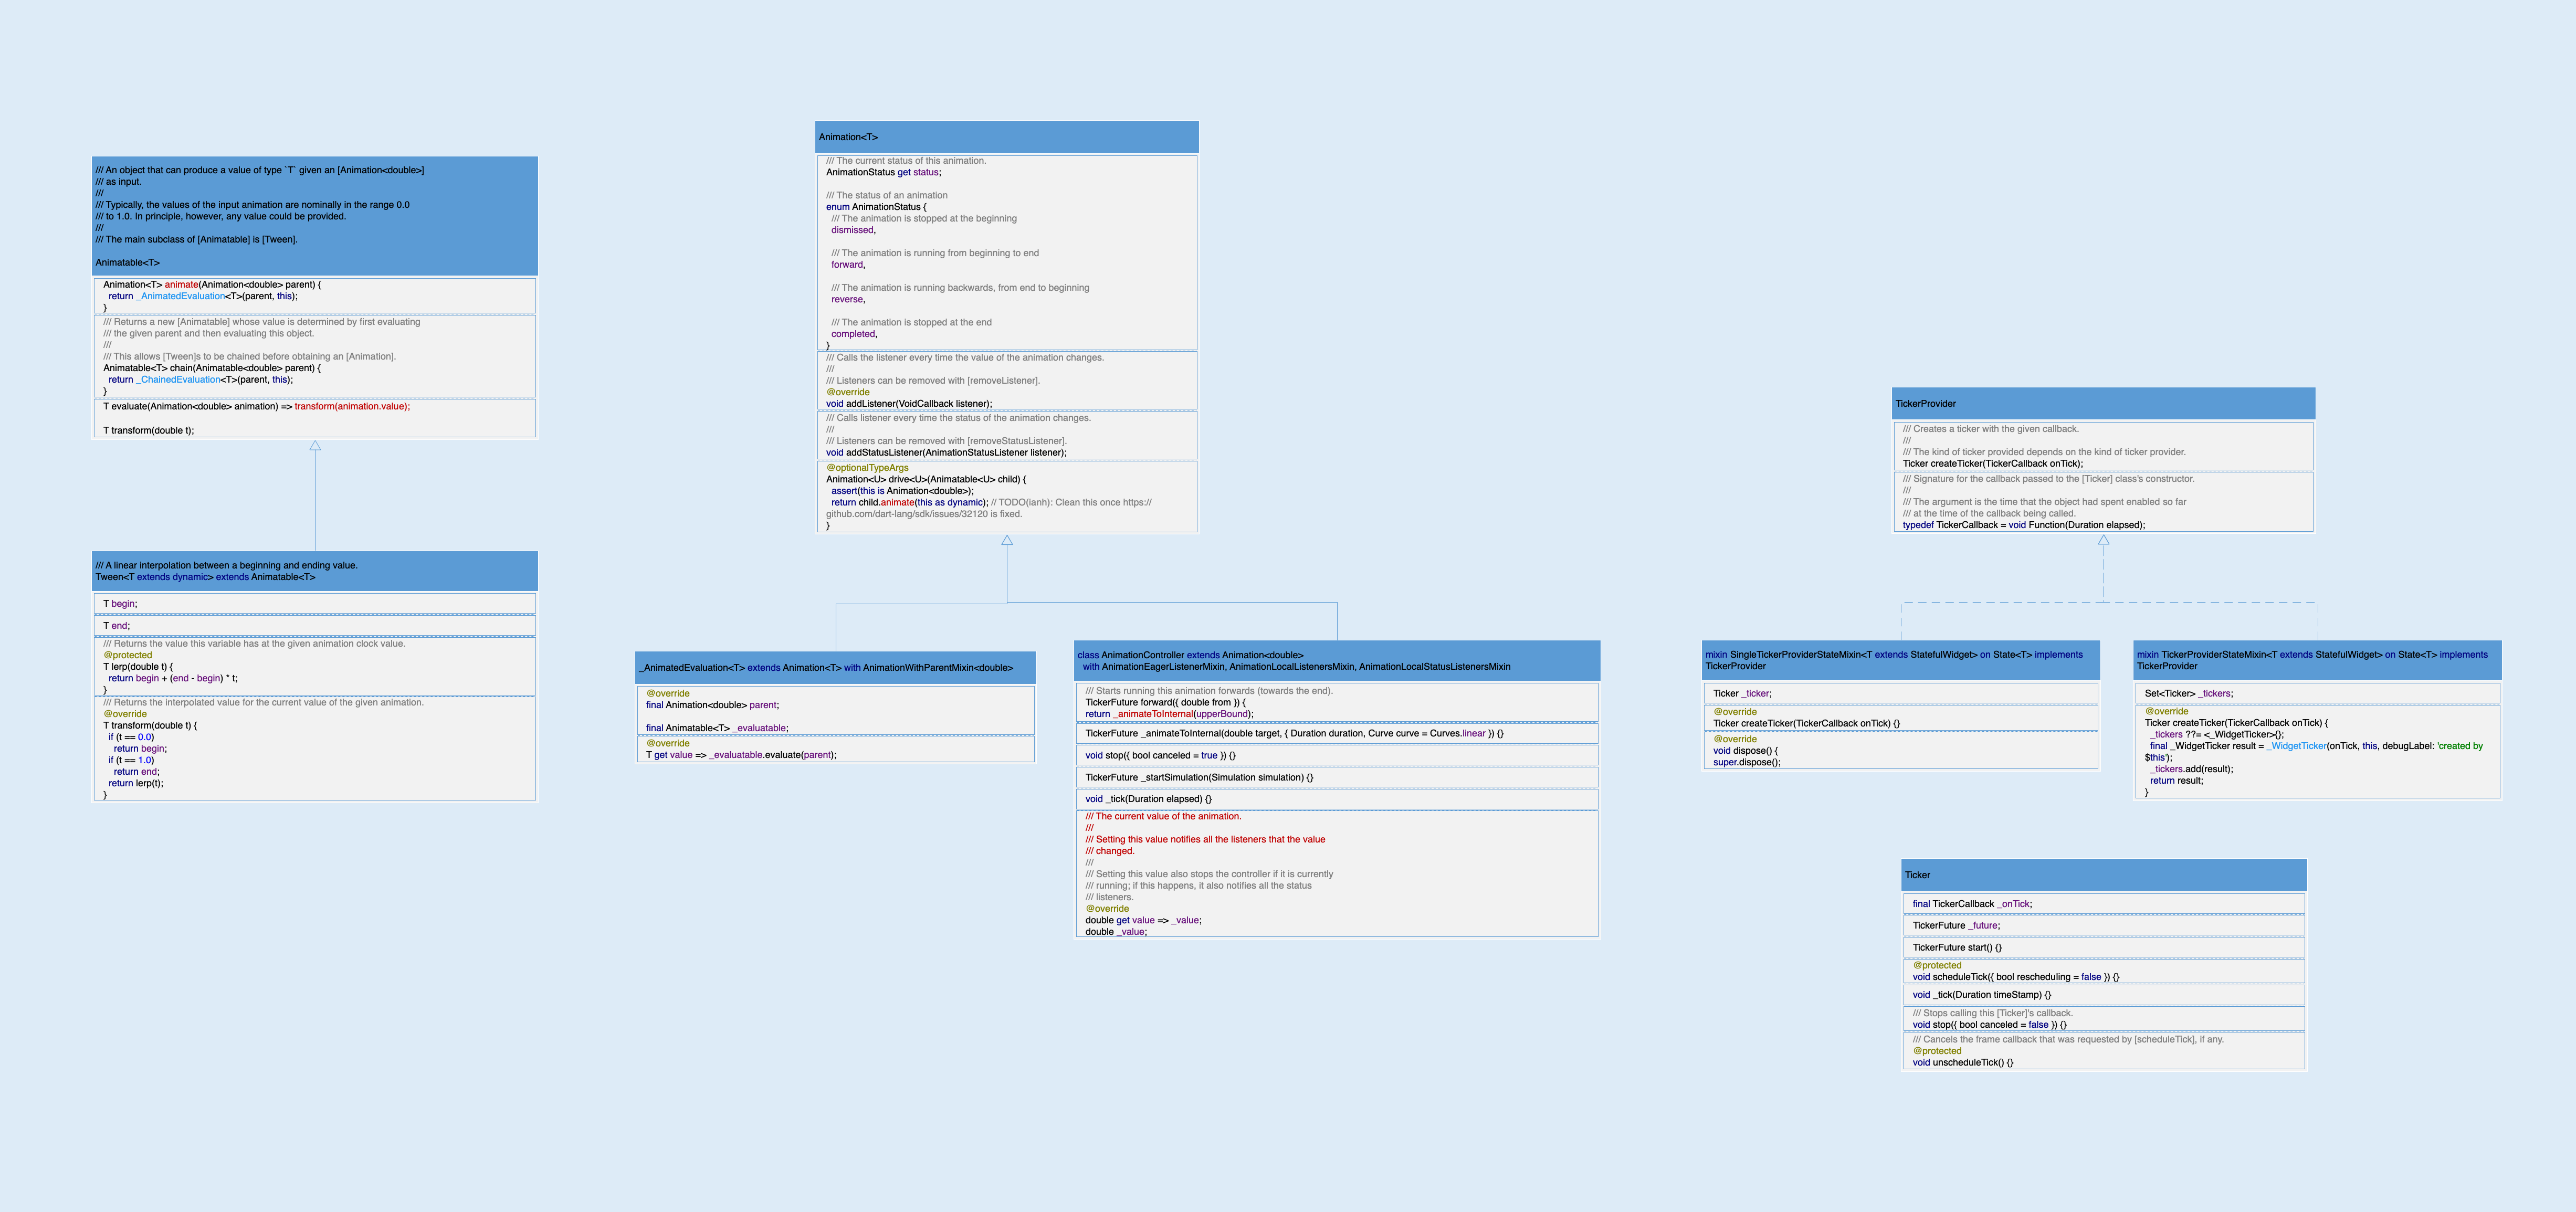 /// An object that can produce a value of type `T` given an [Animation<double>]
/// as input.
///
/// Typically, the values of the input animation are nominally in the range 0.0
/// to 1.0. In principle, however, any value could be provided.
///
/// The main subclass of [Animatable] is [Tween].
Animatable<T>
Animation<T> animate(Animation<double> parent) {
return _AnimatedEvaluation<T>(parent, this);
}
/// Returns a new [Animatable] whose value is determined by first evaluating
/// the given parent and then evaluating this object.
///
/// This allows [Tween]s to be chained before obtaining an [Animation].
Animatable<T> chain(Animatable<double> parent) {
return _ChainedEvaluation<T>(parent, this);
}
T evaluate(Animation<double> animation) => transform(animation.value);
T transform(double t);
/// A linear interpolation between a beginning and ending value.
Tween<T extends dynamic> extends Animatable<T>
T begin;
T end;
/// Returns the value this variable has at the given animation clock value.
@protected
T lerp(double t) {
return begin + (end - begin) * t;
}
/// Returns the interpolated value for the current value of the given animation.
@override
T transform(double t) {
if (t == 0.0)
return begin;
if (t == 1.0)
return end;
return lerp(t);
}
Animation<T>
/// The current status of this animation.
AnimationStatus get status;
/// The status of an animation
enum AnimationStatus {
/// The animation is stopped at the beginning
dismissed,
/// The animation is running from beginning to end
forward,
/// The animation is running backwards, from end to beginning
reverse,
/// The animation is stopped at the end
completed,
}
/// Calls the listener every time the value of the animation changes.
///
/// Listeners can be removed with [removeListener].
@override
void addListener(VoidCallback listener);
/// Calls listener every time the status of the animation changes.
///
/// Listeners can be removed with [removeStatusListener].
void addStatusListener(AnimationStatusListener listener);
@optionalTypeArgs
Animation<U> drive<U>(Animatable<U> child) {
assert(this is Animation<double>);
return child.animate(this as dynamic); // TODO(ianh): Clean this once https://
github.com/dart-lang/sdk/issues/32120 is fixed.
}
_AnimatedEvaluation<T> extends Animation<T> with AnimationWithParentMixin<double>
@override
final Animation<double> parent;
final Animatable<T> _evaluatable;
@override
T get value => _evaluatable.evaluate(parent);
class AnimationController extends Animation<double>
with AnimationEagerListenerMixin, AnimationLocalListenersMixin, AnimationLocalStatusListenersMixin
/// Starts running this animation forwards (towards the end).
TickerFuture forward({ double from }) {
return _animateToInternal(upperBound);
TickerFuture _animateToInternal(double target, { Duration duration, Curve curve = Curves.linear }) {}
void stop({ bool canceled = true }) {}
TickerFuture _startSimulation(Simulation simulation) {}
void _tick(Duration elapsed) {}
/// The current value of the animation.
///
/// Setting this value notifies all the listeners that the value
/// changed.
///
/// Setting this value also stops the controller if it is currently
/// running; if this happens, it also notifies all the status
/// listeners.
@override
double get value => _value;
double _value;
TickerProvider
/// Creates a ticker with the given callback.
///
/// The kind of ticker provided depends on the kind of ticker provider.
Ticker createTicker(TickerCallback onTick);
/// Signature for the callback passed to the [Ticker] class's constructor.
///
/// The argument is the time that the object had spent enabled so far
/// at the time of the callback being called.
typedef TickerCallback = void Function(Duration elapsed);
mixin SingleTickerProviderStateMixin<T extends StatefulWidget> on State<T> implements
TickerProvider
Ticker _ticker;
@override
Ticker createTicker(TickerCallback onTick) {}
@override
void dispose() {
super.dispose();
mixin TickerProviderStateMixin<T extends StatefulWidget> on State<T> implements
TickerProvider
Set<Ticker> _tickers;
@override
Ticker createTicker(TickerCallback onTick) {
_tickers ??= <_WidgetTicker>{};
final _WidgetTicker result = _WidgetTicker(onTick, this, debugLabel: 'created by
$this');
_tickers.add(result);
return result;
}
Ticker
final TickerCallback _onTick;
TickerFuture _future;
TickerFuture start() {}
@protected
void scheduleTick({ bool rescheduling = false }) {}
void _tick(Duration timeStamp) {}
/// Stops calling this [Ticker]'s callback.
void stop({ bool canceled = false }) {}
/// Cancels the frame callback that was requested by [scheduleTick], if any.
@protected
void unscheduleTick() {}